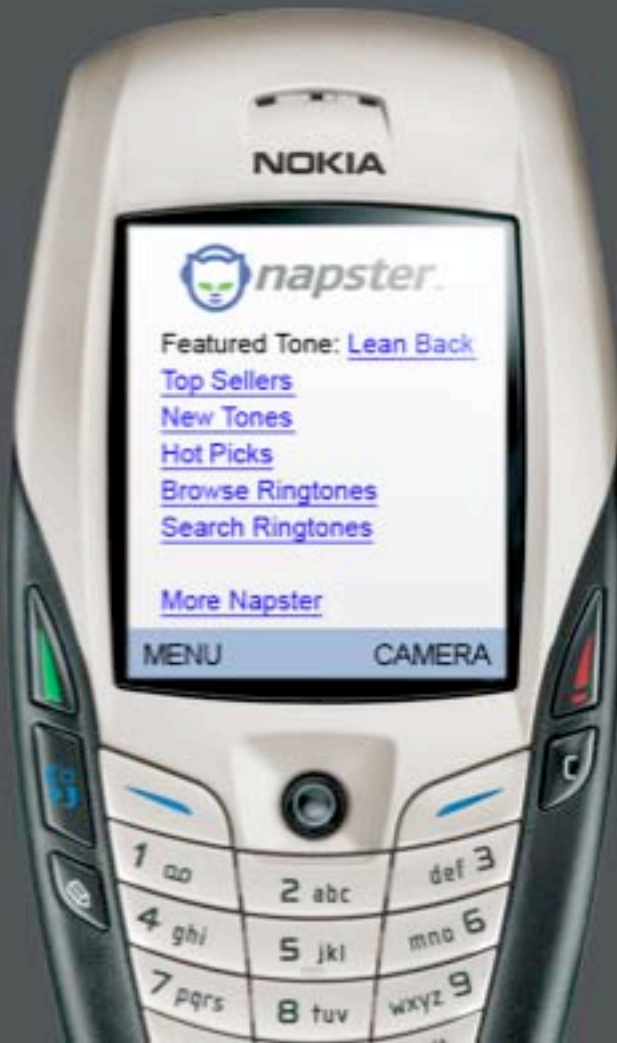 NOKIA
napster.
Featured Tone: Lean Back
Top Sellers
New Tones
Hot Picks
Browse Ringtones
Search Ringtones
More Napster
MENU CAMERA
1
2 abc
def 3
4 ghi
5 jkl
mno 6
7 pqrs
8 tuv
wxyz 9